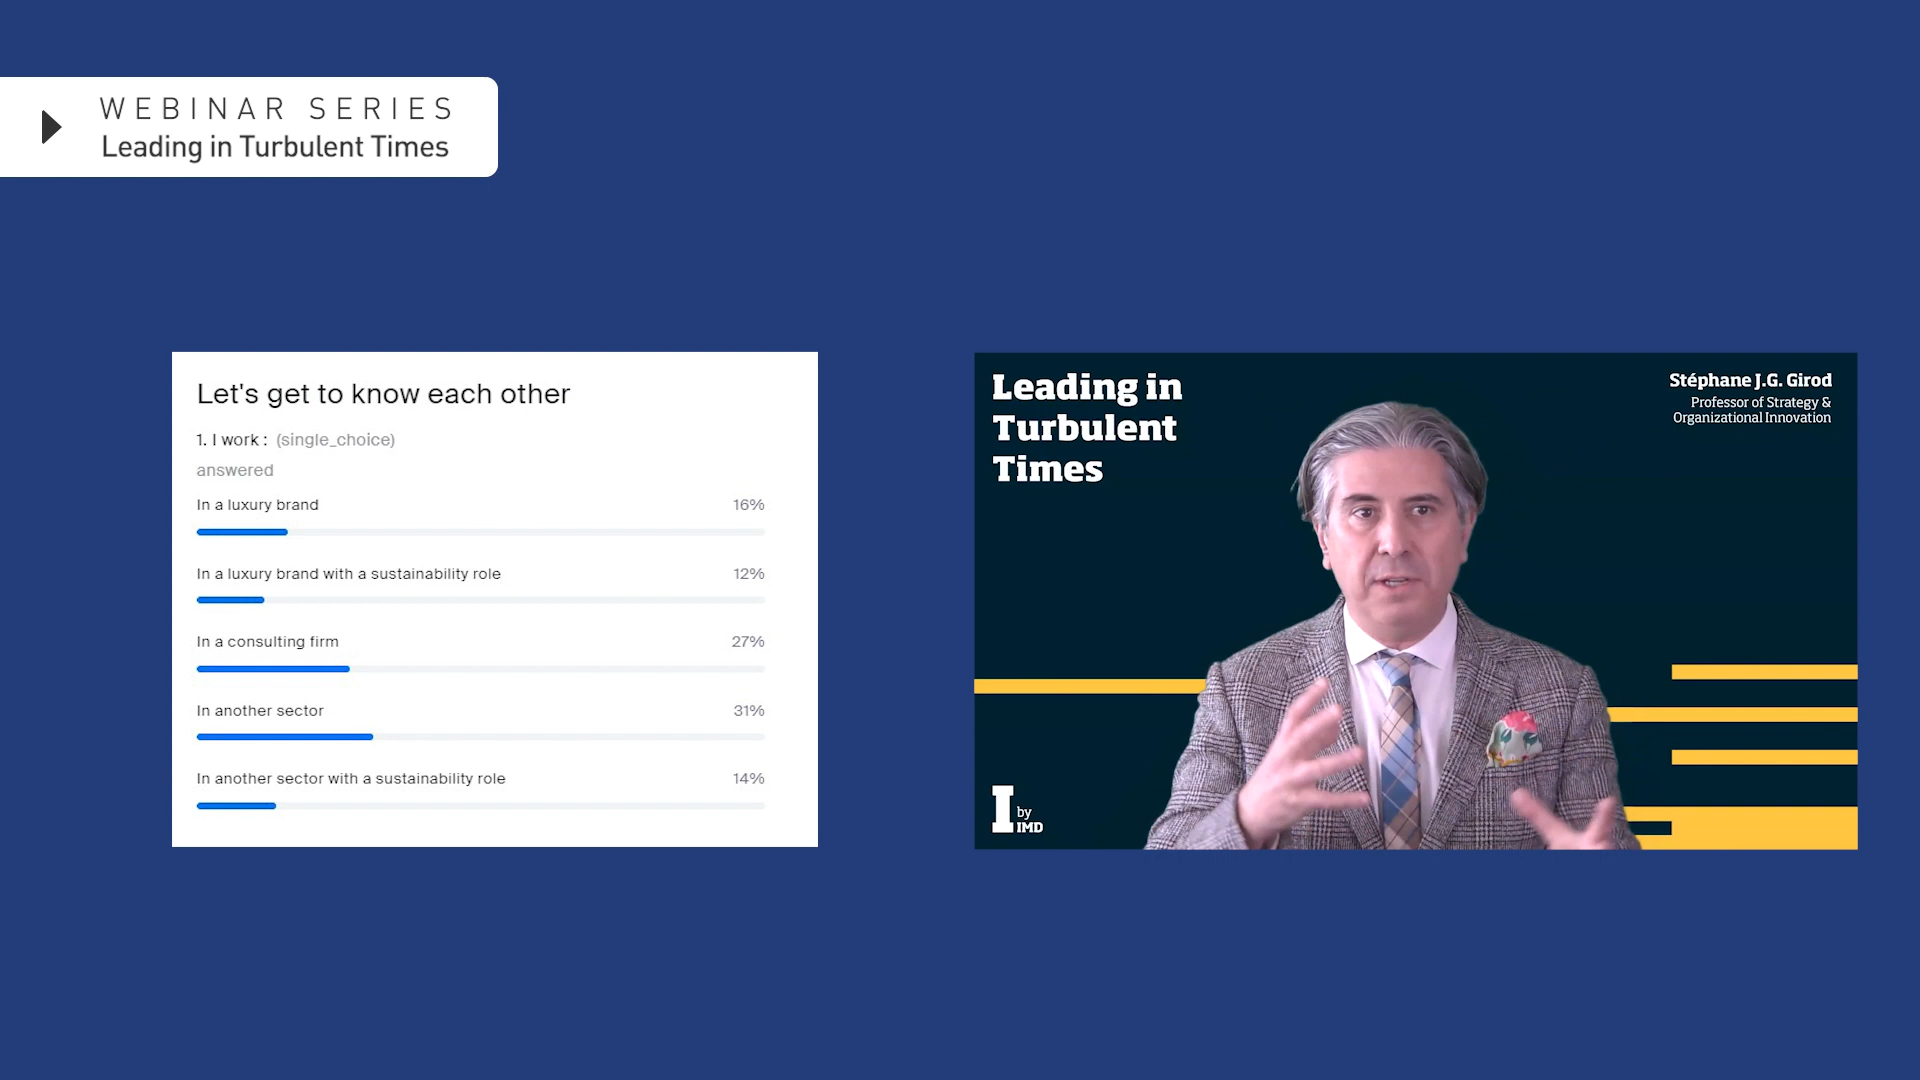 WEBINAR SERIES
Leading in Turbulent Times
Let's get to know each other
1. I work : (single_choice)
answered
In a luxury brand 16%
In a luxury brand with a sustainability role 12%
In a consulting firm 27%
In another sector 31%
In another sector with a sustainability role 14%
Leading in
Turbulent
Times
Stéphane J.G. Girod
Professor of Strategy &
Organizational Innovation
I by
IMD